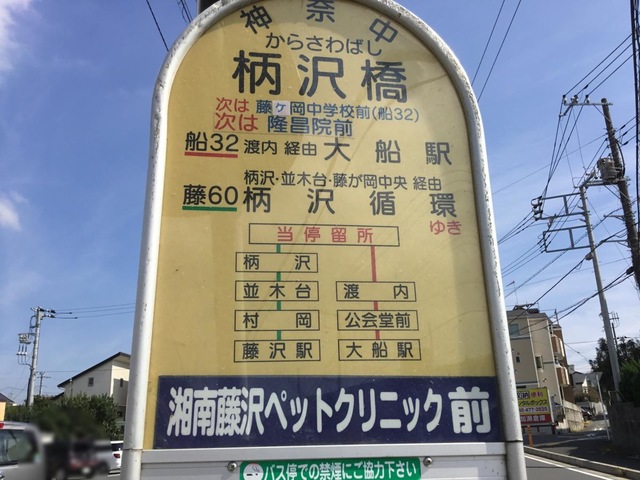 神奈中
からさわばし
柄沢橋
次は 藤ヶ岡中学校前(船32)
次は 隆昌院前
船32 渡内 経由 大船駅
柄沢・並木台・藤が岡中央 経由
藤60 柄沢循環
ゆき
当停留所
柄沢
並木台 渡内
村岡 公会堂前
藤沢駅 大船駅
湘南藤沢ペットクリニック前
バス停での禁煙にご協力下さい